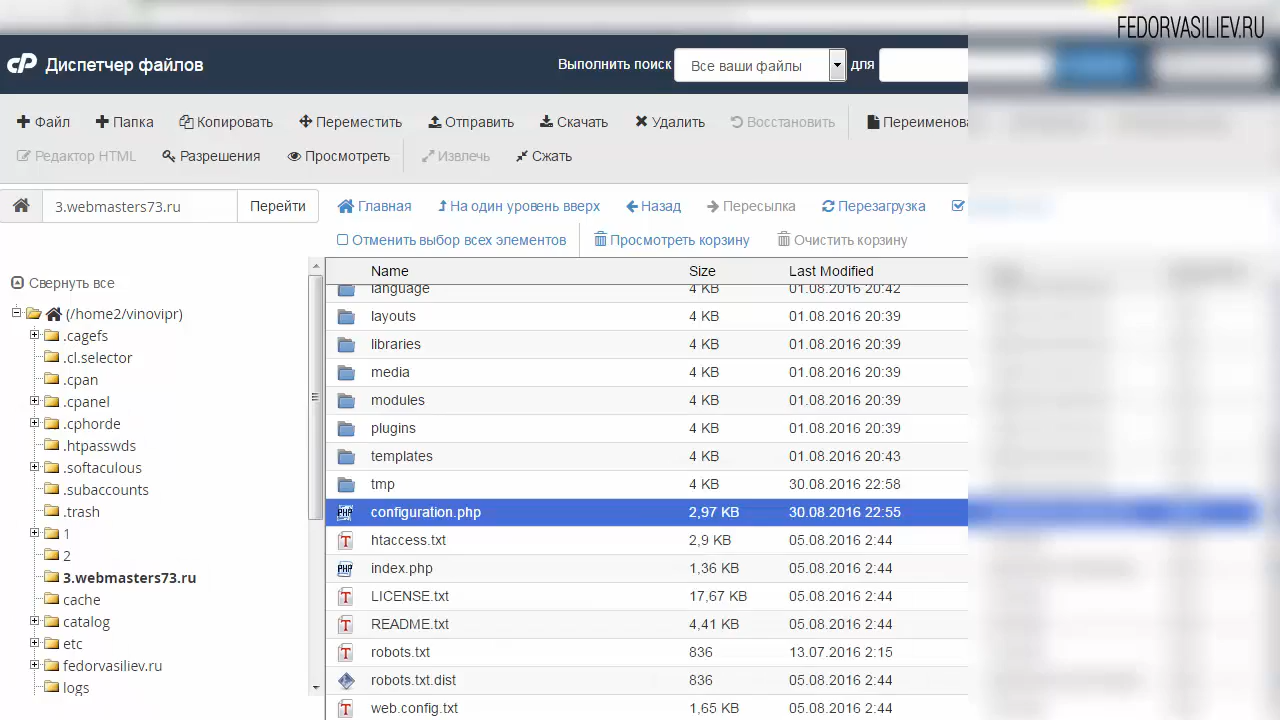 FEDORVASILIEV.RU
cP Диспетчер файлов Выполнить поиск Все ваши файлы для
Файл Папка Копировать Переместить Отправить Скачать Удалить Восстановить Переименова
Редактор HTML Разрешения Просмотреть Извлечь Сжать
3.webmasters73.ru Перейти Главная На один уровень вверх Назад Пересылка Перезагрузка
Отменить выбор всех элементов Просмотреть корзину Очистить корзину
Свернуть все
(/home2/vinovipr)
.cagefs
.cl.selector
.cpan
.cpanel
.cphorde
.htpasswds
.softaculous
.subaccounts
.trash
1
2
3.webmasters73.ru
cache
catalog
etc
fedorvasiliev.ru
logs
Name Size Last Modified
language 4 KB 01.08.2016 20:42
layouts 4 KB 01.08.2016 20:39
libraries 4 KB 01.08.2016 20:39
media 4 KB 01.08.2016 20:39
modules 4 KB 01.08.2016 20:39
plugins 4 KB 01.08.2016 20:39
templates 4 KB 01.08.2016 20:43
tmp 4 KB 30.08.2016 22:58
configuration.php 2,97 KB 30.08.2016 22:55
htaccess.txt 2,9 KB 05.08.2016 2:44
index.php 1,36 KB 05.08.2016 2:44
LICENSE.txt 17,67 KB 05.08.2016 2:44
README.txt 4,41 KB 05.08.2016 2:44
robots.txt 836 13.07.2016 2:15
robots.txt.dist 836 05.08.2016 2:44
web.config.txt 1,65 KB 05.08.2016 2:44